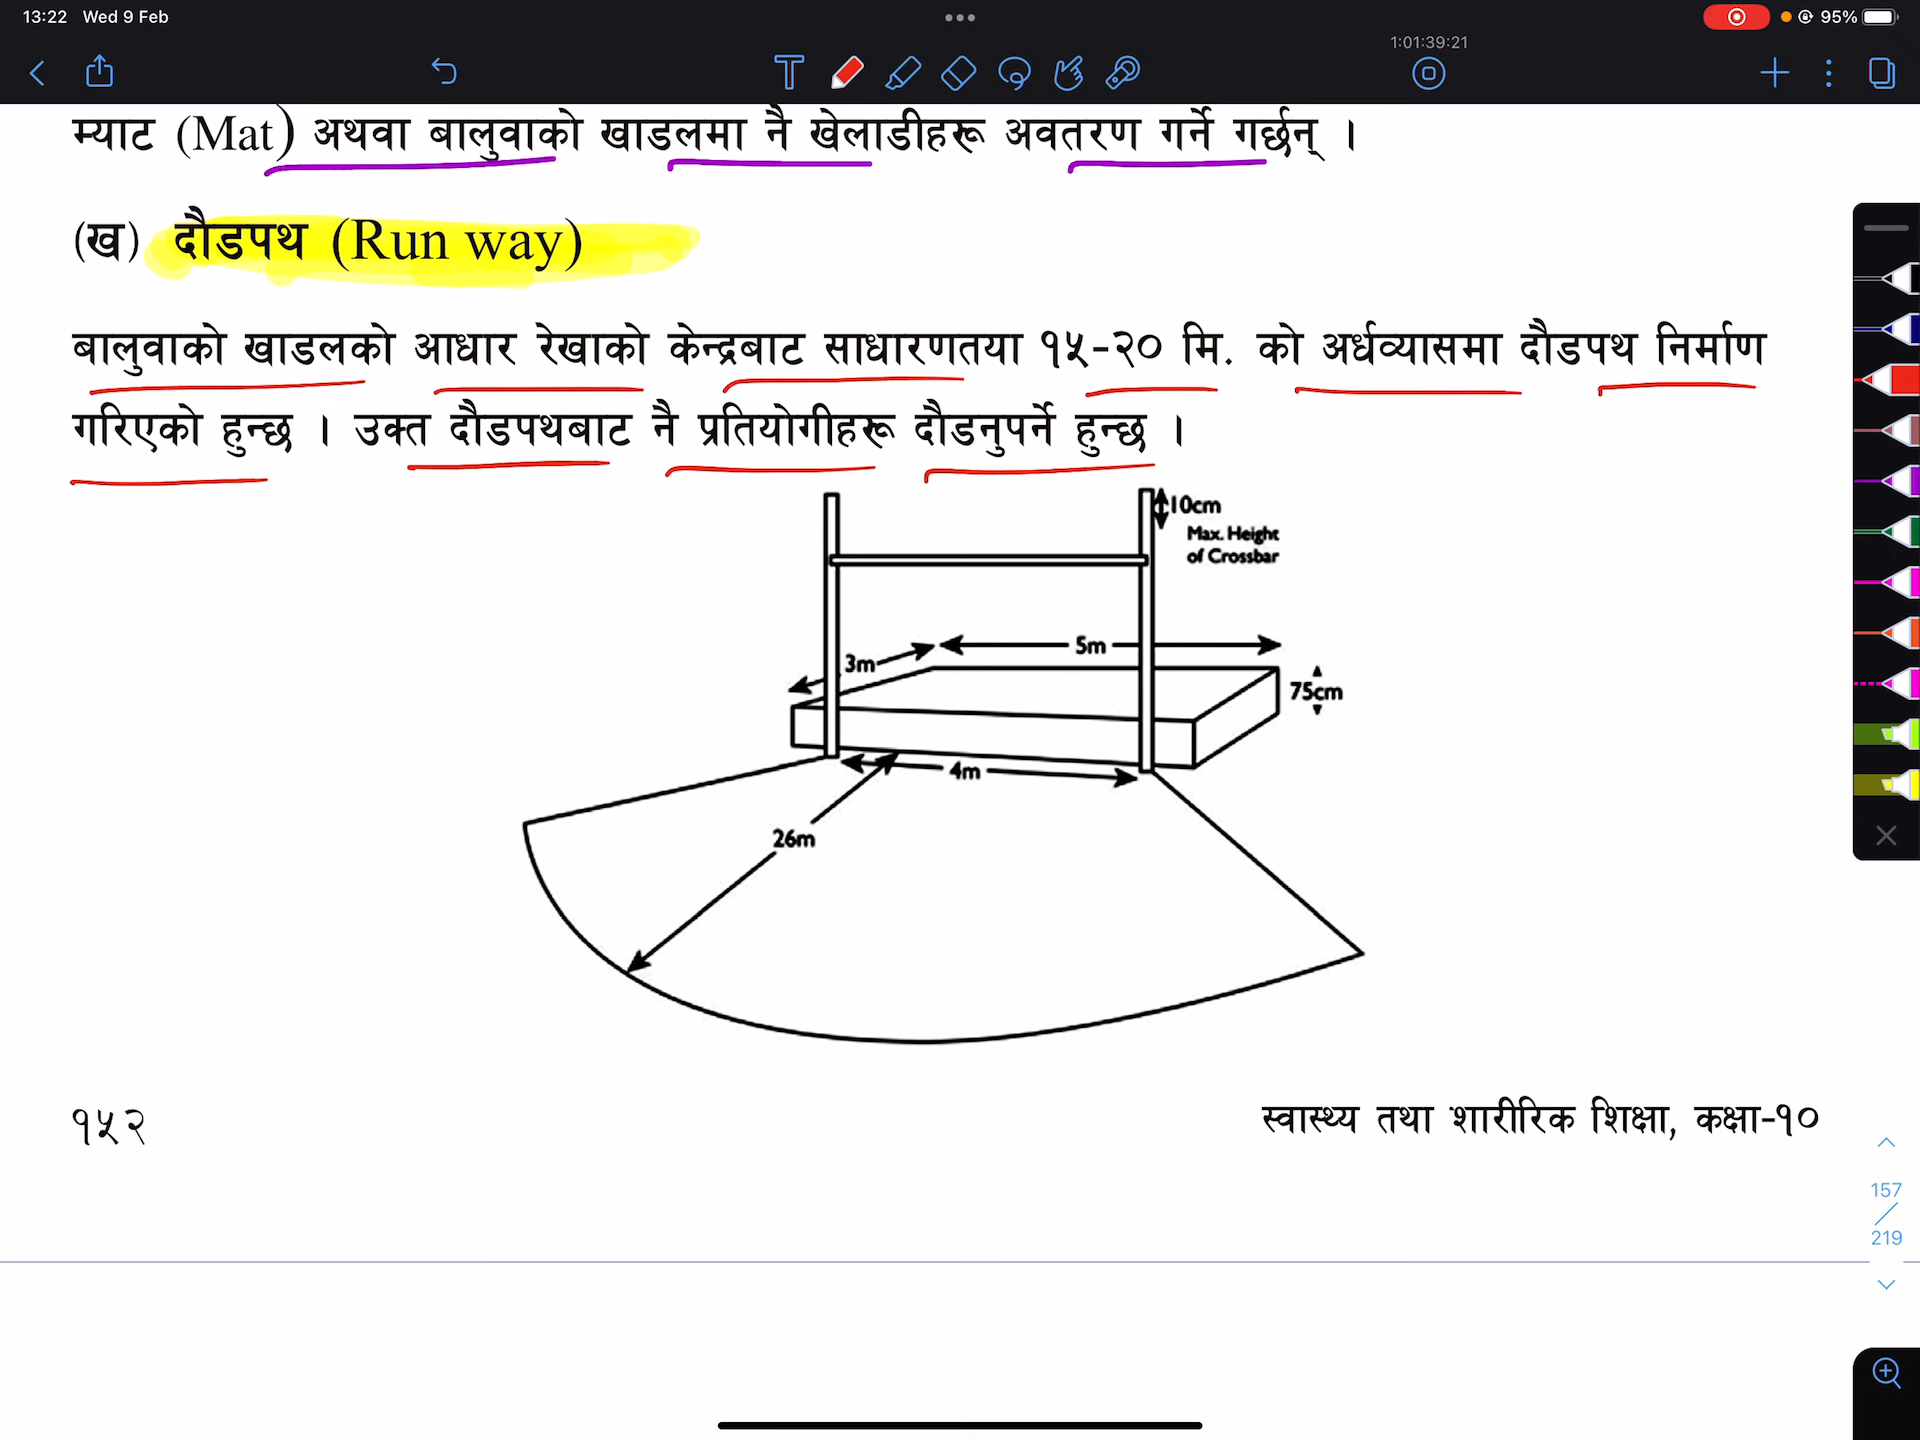 13:22 Wed 9 Feb
95%
1:01:39:21
म्याट (Mat) अथवा बालुवाको खाडलमा नै खेलाडीहरू अवतरण गर्ने गर्छन् ।
(ख) दौडपथ (Run way)
बालुवाको खाडलको आधार रेखाको केन्द्रबाट साधारणतया १५-२० मि. को अर्धव्यासमा दौडपथ निर्माण
गरिएको हुन्छ । उक्त दौडपथबाट नै प्रतियोगीहरू दौडनुपर्ने हुन्छ ।
10cm
Max. Height
of Crossbar
5m
3m
75cm
4m
26m
१५२
स्वास्थ्य तथा शारीरिक शिक्षा, कक्षा-१०
157
219